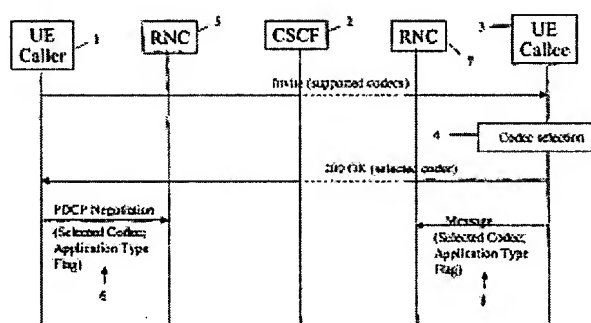 UE
Caller
1
RNC
5
CSCF
2
RNC
7
3
UE
Callee
Invite (supported codecs)
4
Codec selection
200 OK (selected codec)
PDCP Negotiation
(Selected Codec;
Application Type
Flag)
6
Message
(Selected Codec;
Application Type
Flag)
8